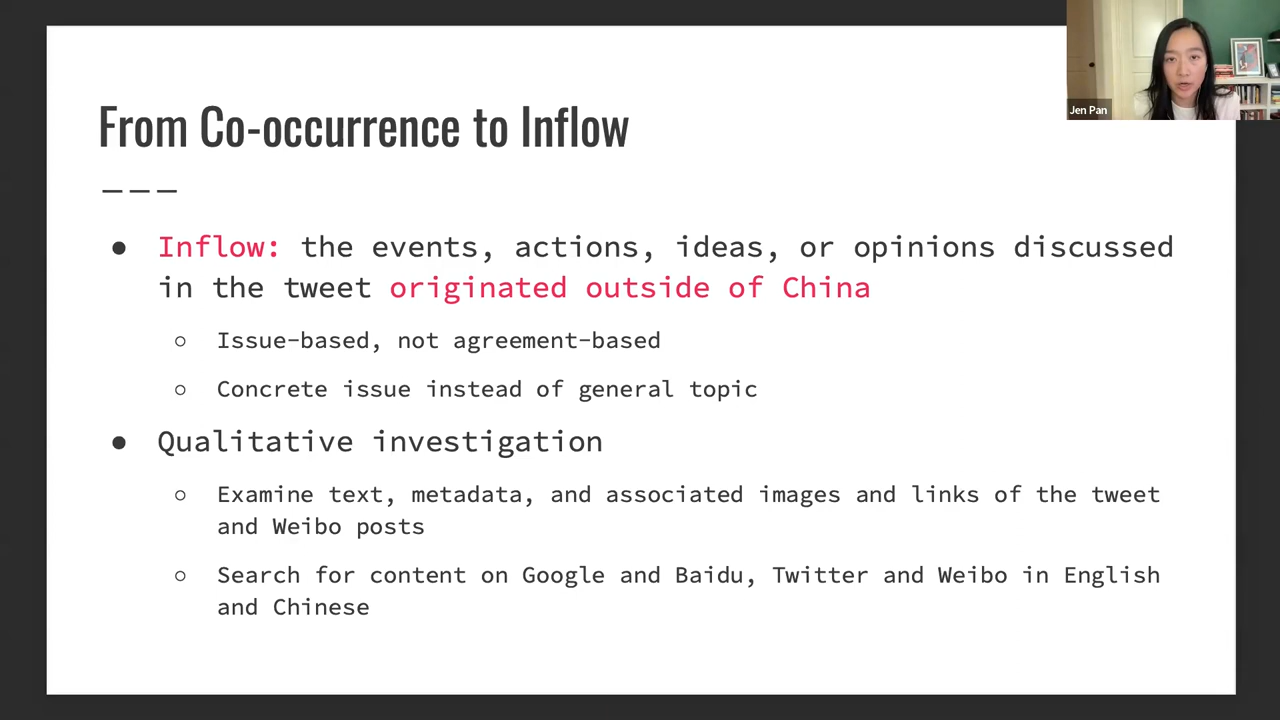 Jen Pan
From Co-occurrence to Inflow
Inflow: the events, actions, ideas, or opinions discussed
in the tweet originated outside of China
Issue-based, not agreement-based
Concrete issue instead of general topic
Qualitative investigation
Examine text, metadata, and associated images and links of the tweet
and Weibo posts
Search for content on Google and Baidu, Twitter and Weibo in English
and Chinese